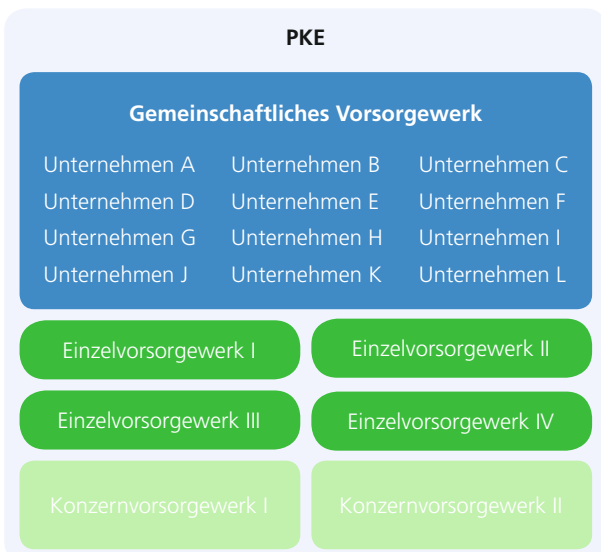 PKE
Gemeinschaftliches Vorsorgewerk
Unternehmen A Unternehmen B Unternehmen C
Unternehmen D Unternehmen E Unternehmen F
Unternehmen G Unternehmen H Unternehmen I
Unternehmen J Unternehmen K Unternehmen L
Einzelvorsorgewerk I Einzelvorsorgewerk II
Einzelvorsorgewerk III Einzelvorsorgewerk IV
Konzernvorsorgewerk I Konzernvorsorgewerk II